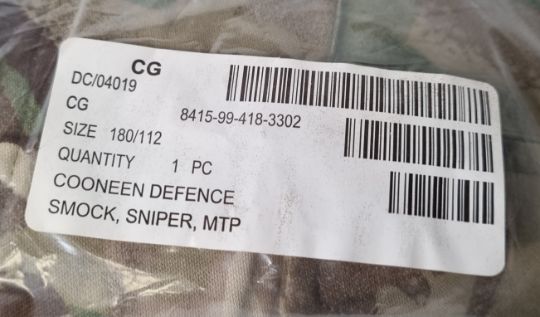 CG
DC/04019
CG
8415-99-418-3302
SIZE 180/112
QUANTITY 1 PC
COONEEN DEFENCE
SMOCK, SNIPER, MTP